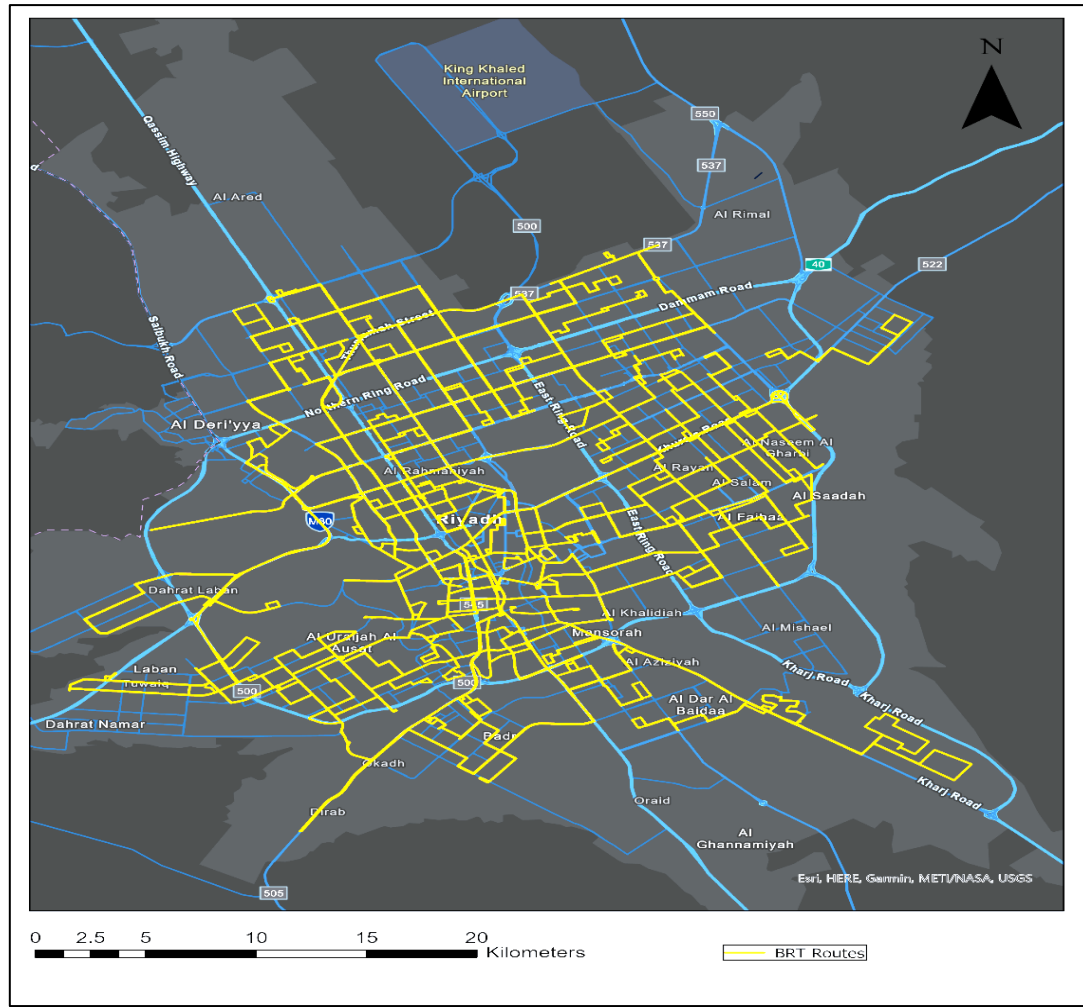 King Khaled
International
Airport
N
550
Qassim Highway
537
Al Ared
Al Rimal
500
537
40
522
Salbukh Road
537
Dammam Road
Thumamah Street
Northern Ring Road
East Ring Road
Al Deri'yya
Al Naseem Al
Gharbi
Al Rahmaniyah
Al Rayan
Al Salam
Al Saadah
Riyadh
Al Faihaa
East Ring Road
Dahrat Laban
545
Al Khalidiah
Al Mishael
Mansorah
Al Uraijah Al
Ausat
Al Aziziyah
Laban
Tuwaiq
500
500
Kharj Road
Kharj Road
Al Dar Al
Baidaa
Dahrat Namar
Badr
Okadh
Kharj Road
Dirab
Oraid
Al
Ghannamiyah
505
Esri, HERE, Garmin, METI/NASA, USGS
0 2.5 5 10 15 20
Kilometers
BRT Routes